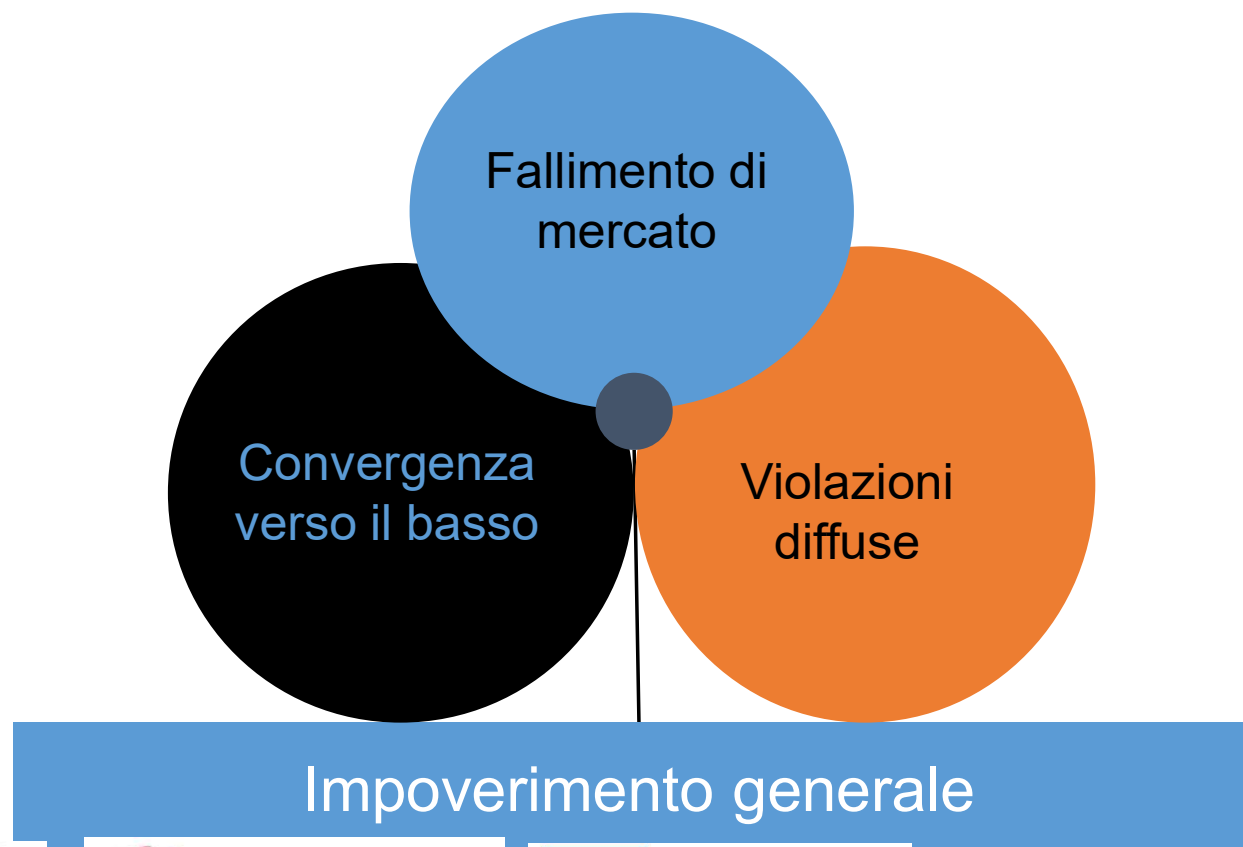 Fallimento di
mercato
Convergenza
verso il basso
Violazioni
diffuse
Impoverimento generale